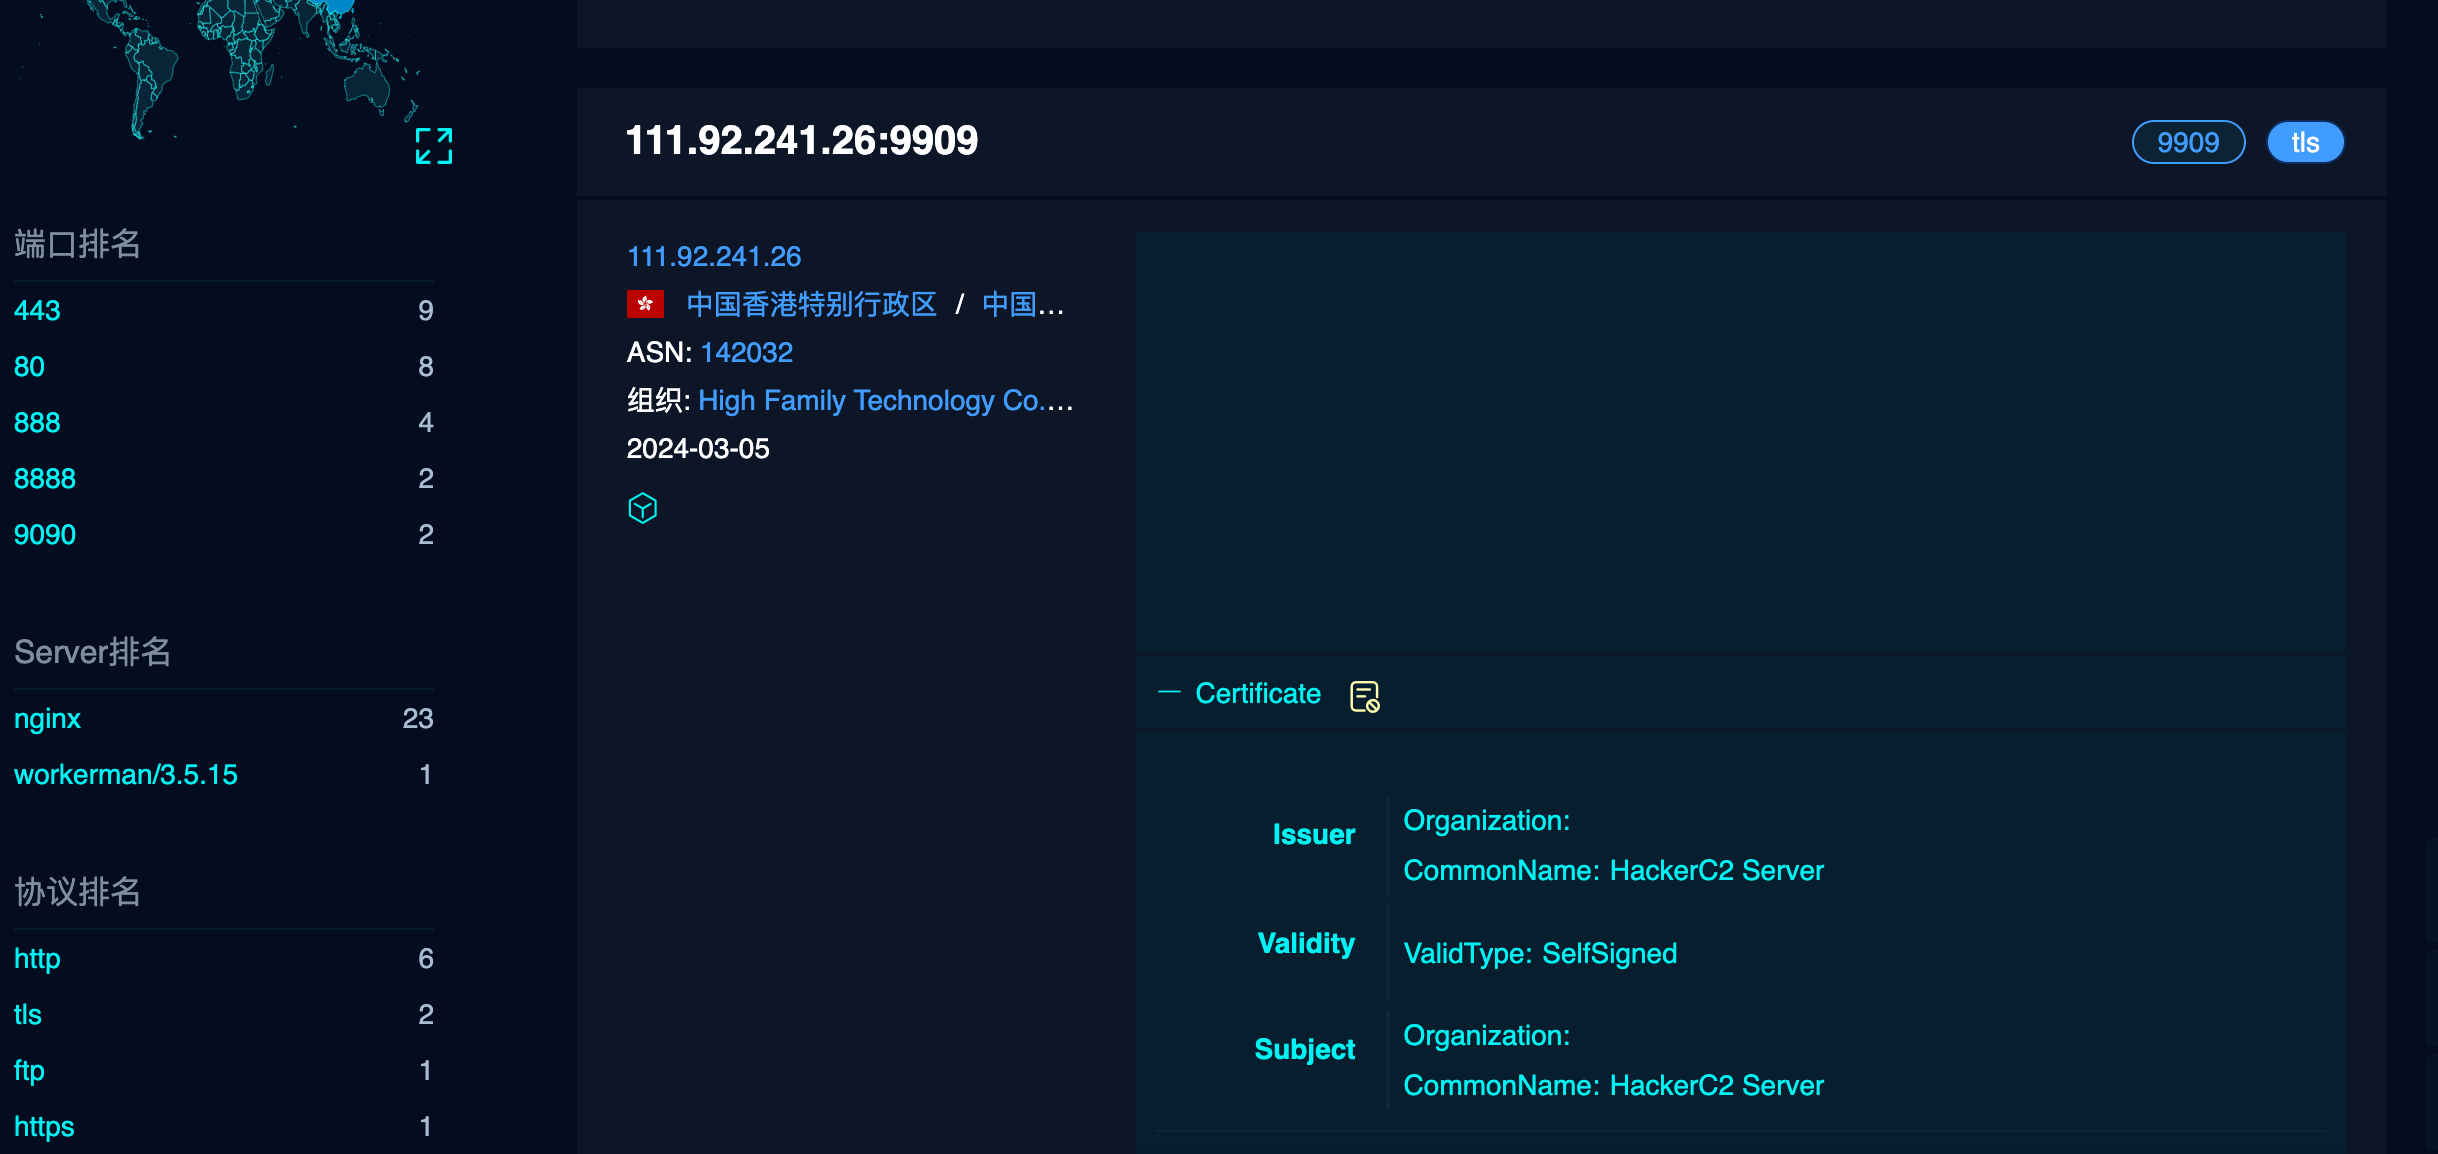 端口排名
443 9
80 8
888 4
8888 2
9090 2
Server排名
nginx 23
workerman/3.5.15 1
协议排名
http 6
tls 2
ftp 1
https 1
111.92.241.26:9909
9909 tls
111.92.241.26
中国香港特别行政区 / 中国...
ASN: 142032
组织: High Family Technology Co....
2024-03-05
Certificate
Issuer
Organization:
CommonName: HackerC2 Server
Validity
ValidType: SelfSigned
Subject
Organization:
CommonName: HackerC2 Server